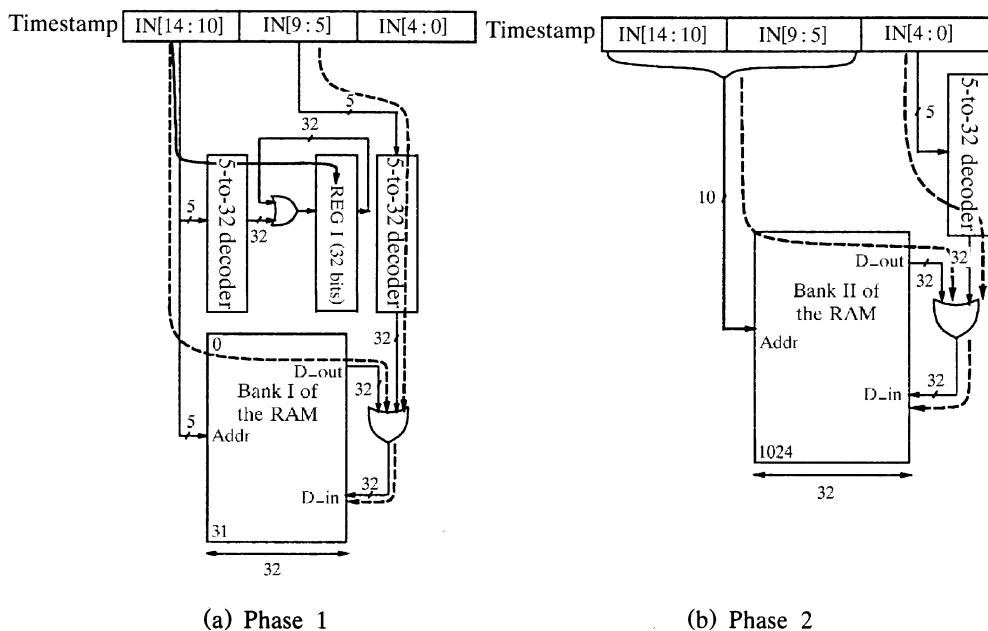 Timestamp IN[14 : 10] IN[9 : 5] IN[4 : 0]
5
32
5-to-32 decoder
REG I (32 bits)
5-to-32 decoder
5
32
32
0
D_out
32
Bank I of
the RAM
5
Addr
32
D_in
31
32
(a) Phase 1
Timestamp IN[14 : 10] IN[9 : 5] IN[4 : 0]
5
5-to-32 decoder
10
32
D_out
32
Bank II of
the RAM
Addr
32
D_in
1024
32
(b) Phase 2